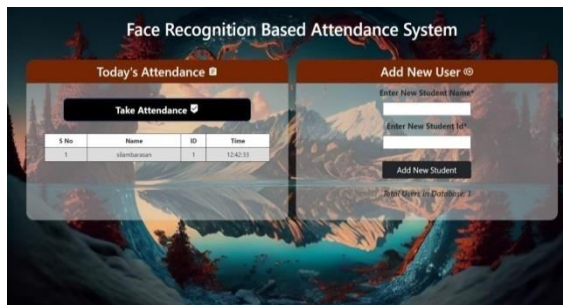 Face Recognition Based Attendance System
Today's Attendance
Take Attendance
S No Name ID Time
1 silambarasan 1 12:42:33
Add New User
Enter New Student Name*
Enter New Student Id*
Add New Student
Total Users in Database: 1